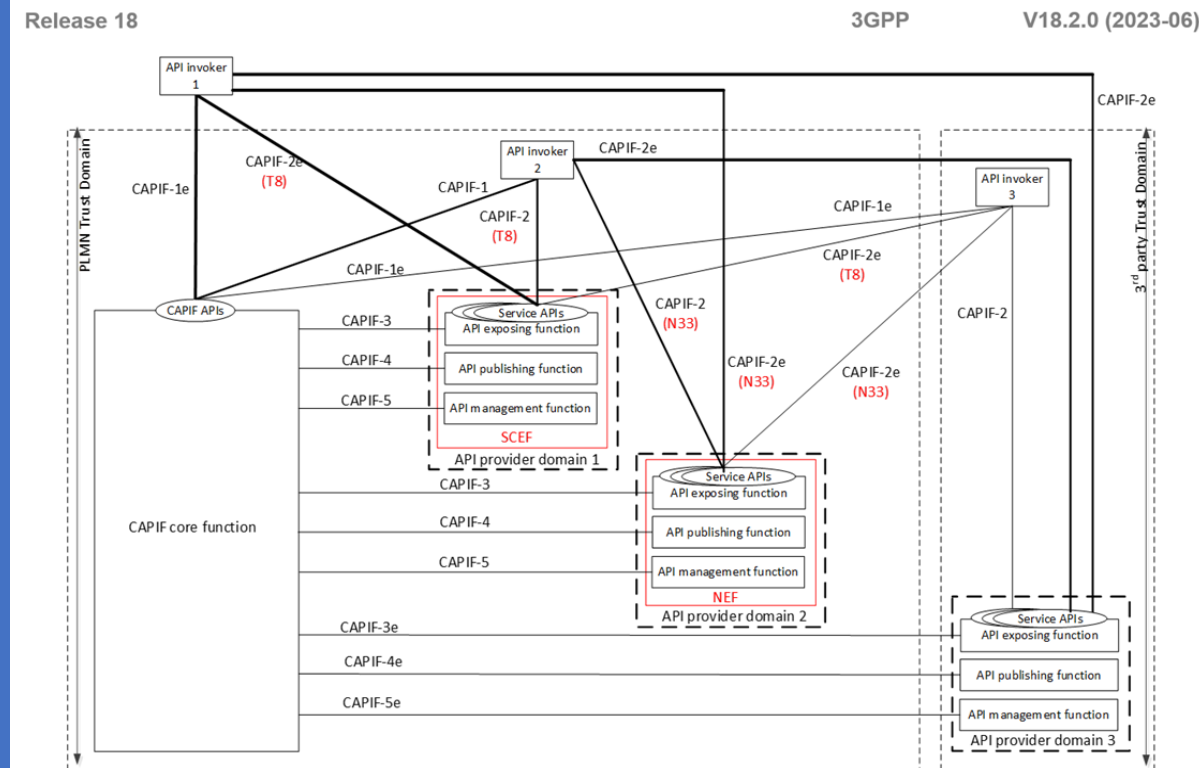 Release 18
3GPP
V18.2.0 (2023-06)
API invoker
1
CAPIF-2e
PLMN Trust Domain
CAPIF-2e
(T8)
API invoker
2
CAPIF-2e
3rd party Trust Domain
CAPIF-1e
CAPIF-1
CAPIF-2
(T8)
API invoker
3
CAPIF-1e
CAPIF-1e
CAPIF-2e
(T8)
CAPIF APIs
CAPIF-2
(N33)
CAPIF-2
CAPIF-3
Service APIs
API exposing function
CAPIF-4
API publishing function
CAPIF-2e
(N33)
CAPIF-2e
(N33)
CAPIF-5
API management function
SCEF
API provider domain 1
CAPIF core function
CAPIF-3
Service APIs
API exposing function
CAPIF-4
API publishing function
CAPIF-5
API management function
NEF
API provider domain 2
CAPIF-3e
Service APIs
API exposing function
CAPIF-4e
API publishing function
CAPIF-5e
API management function
API provider domain 3